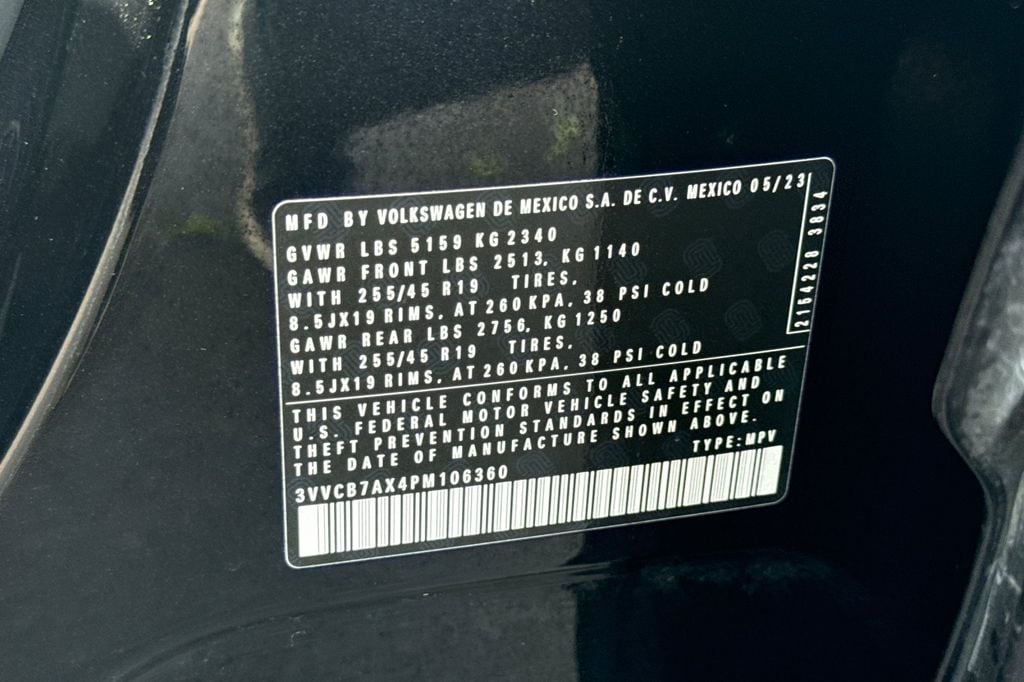 MFD BY VOLKSWAGEN DE MEXICO S.A. DE C.V. MEXICO 05/23
GVWR LBS 5159 KG 2340
GAWR FRONT LBS 2513, KG 1140
WITH 255/45 R19 TIRES,
8.5JX19 RIMS, AT 260 KPA, 38 PSI COLD
GAWR REAR LBS 2756, KG 1250
WITH 255/45 R19 TIRES,
8.5JX19 RIMS, AT 260 KPA, 38 PSI COLD
THIS VEHICLE CONFORMS TO ALL APPLICABLE
U.S. FEDERAL MOTOR VEHICLE SAFETY AND
THEFT PREVENTION STANDARDS IN EFFECT ON
THE DATE OF MANUFACTURE SHOWN ABOVE.
TYPE: MPV
3VVCB7AX4PM106360
2164228 3834